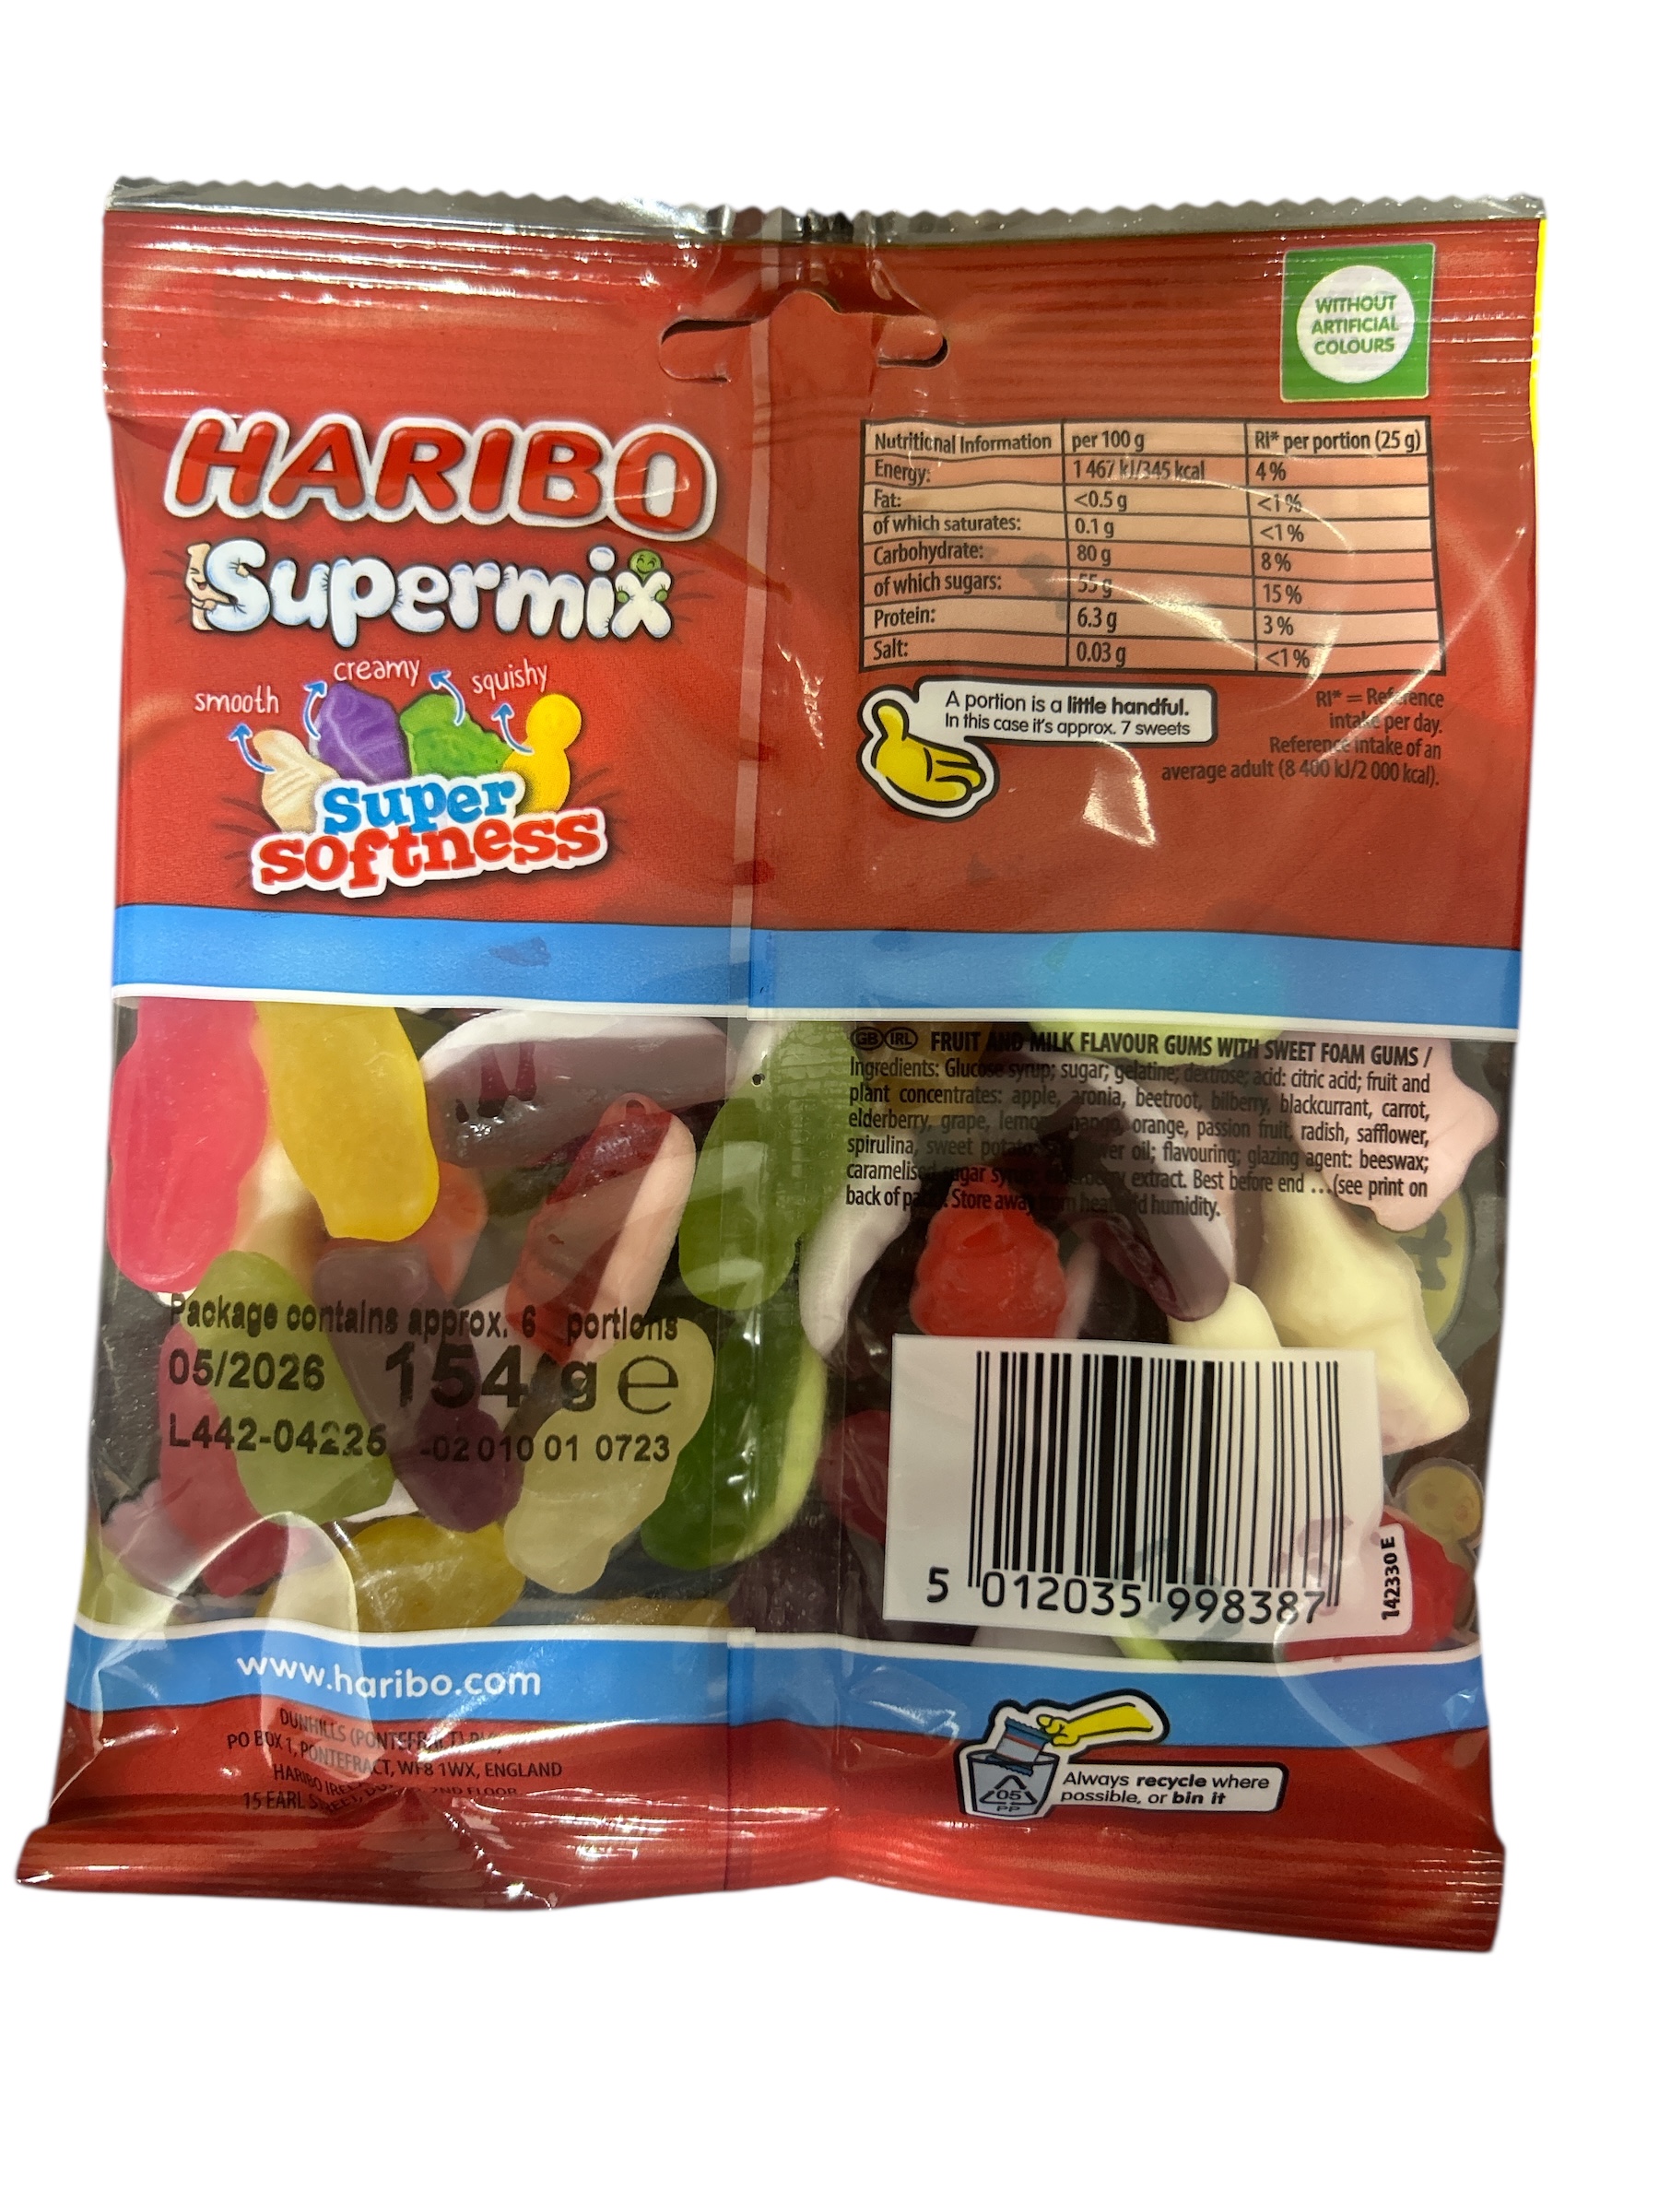 WITHOUT
ARTIFICIAL
COLOURS
HARIBO
Supermix
smooth
creamy
squishy
Super
softness
Nutritional Information per 100 g RI* per portion (25 g)
Energy: 1 467 kJ/345 kcal 4 %
Fat: <0.5 g <1 %
of which saturates: 0.1 g <1 %
Carbohydrate: 80 g 8 %
of which sugars: 55 g 15 %
Protein: 6.3 g 3 %
Salt: 0.03 g <1 %
A portion is a little handful.
In this case it's approx. 7 sweets
RI* = Reference
intake per day.
Reference intake of an
average adult (8 400 kJ/2 000 kcal).
GB IRL FRUIT AND MILK FLAVOUR GUMS WITH SWEET FOAM GUMS /
Ingredients: Glucose syrup; sugar; gelatine; dextrose; acid: citric acid; fruit and
plant concentrates: apple, aronia, beetroot, bilberry, blackcurrant, carrot,
elderberry, grape, lemon, mango, orange, passion fruit, radish, safflower,
spirulina, sweet potato; oil; flavouring; glazing agent: beeswax;
caramelised sugar syrup; extract. Best before end ...(see print on
back of Store away from heat and humidity.
Package contains approx. 6 portions
05/2026 154 g e
L442-04226 -02 010 01 0723
5 012035 998387
142330 E
www.haribo.com
DUNHILLS (PONTEFRACT)
PO BOX 1, PONTEFRACT, WF8 1WX, ENGLAND
HARIBO 2ND FLOOR
15 EARL
05
PP
Always recycle where
possible, or bin it